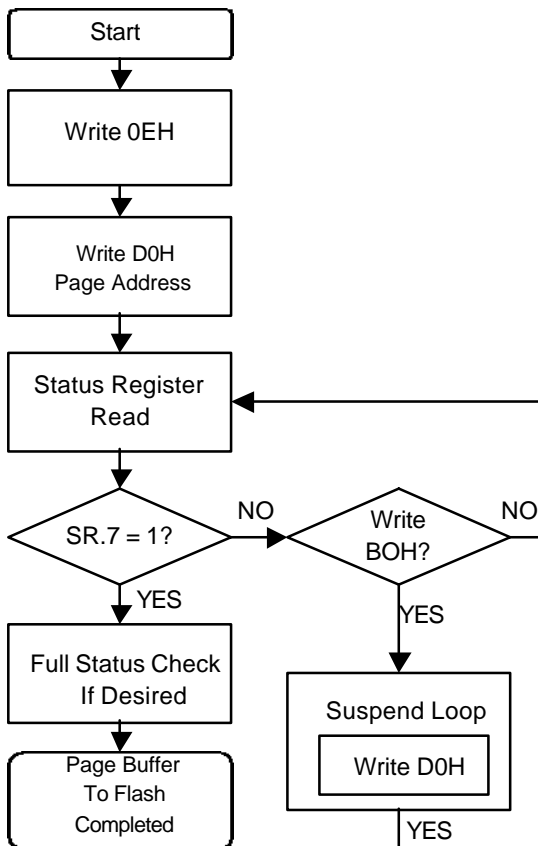 Start
Write 0EH
Write D0H
Page Address
Status Register
Read
SR.7 = 1?
NO
Write
BOH?
NO
YES
YES
Full Status Check
If Desired
Suspend Loop
Write D0H
Page Buffer
To Flash
Completed
YES